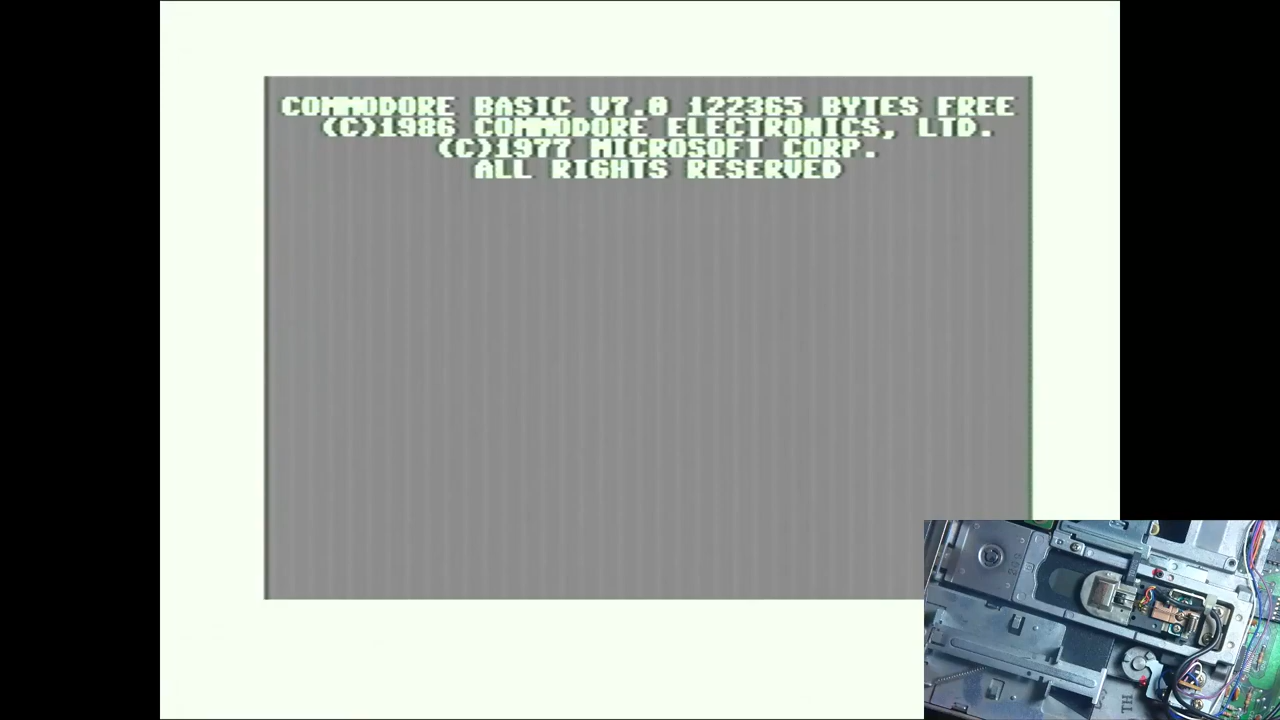 COMMODORE BASIC V7.0 122365 BYTES FREE
(C)1986 COMMODORE ELECTRONICS, LTD.
(C)1977 MICROSOFT CORP.
ALL RIGHTS RESERVED